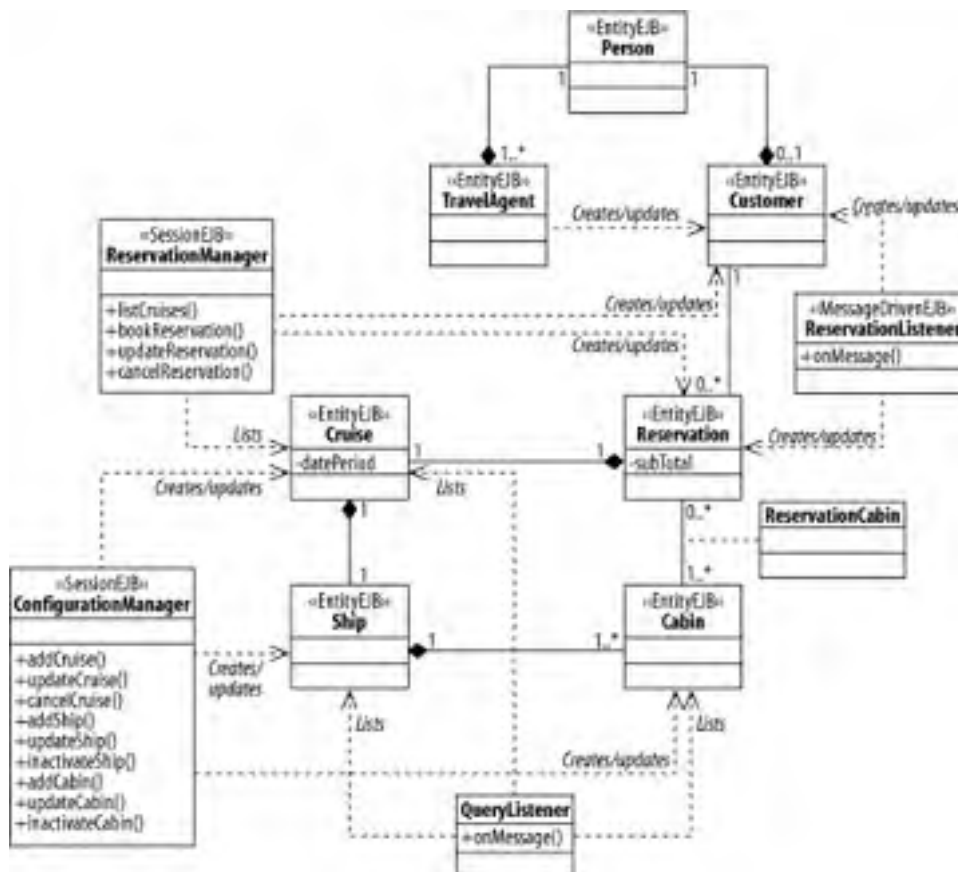 «EntityEJB»
Person
1
1
1..*
0..1
«EntityEJB»
TravelAgent
«EntityEJB»
Customer
Creates/updates
Creates/updates
«SessionEJB»
ReservationManager
+listCruises()
+bookReservation()
+updateReservation()
+cancelReservation()
1
Creates/updates
Creates/updates
«MessageDrivenEJB»
ReservationListener
+onMessage()
0..*
«EntityEJB»
Cruise
-datePeriod
«EntityEJB»
Reservation
-subTotal
Lists
1
1
Creates/updates
Creates/updates
Lists
1
0..*
ReservationCabin
«SessionEJB»
ConfigurationManager
+addCruise()
+updateCruise()
+cancelCruise()
+addShip()
+updateShip()
+inactivateShip()
+addCabin()
+updateCabin()
+inactivateCabin()
1
1..*
«EntityEJB»
Ship
«EntityEJB»
Cabin
1
1..*
Creates/
updates
Lists
Lists
Creates/updates
QueryListener
+onMessage()